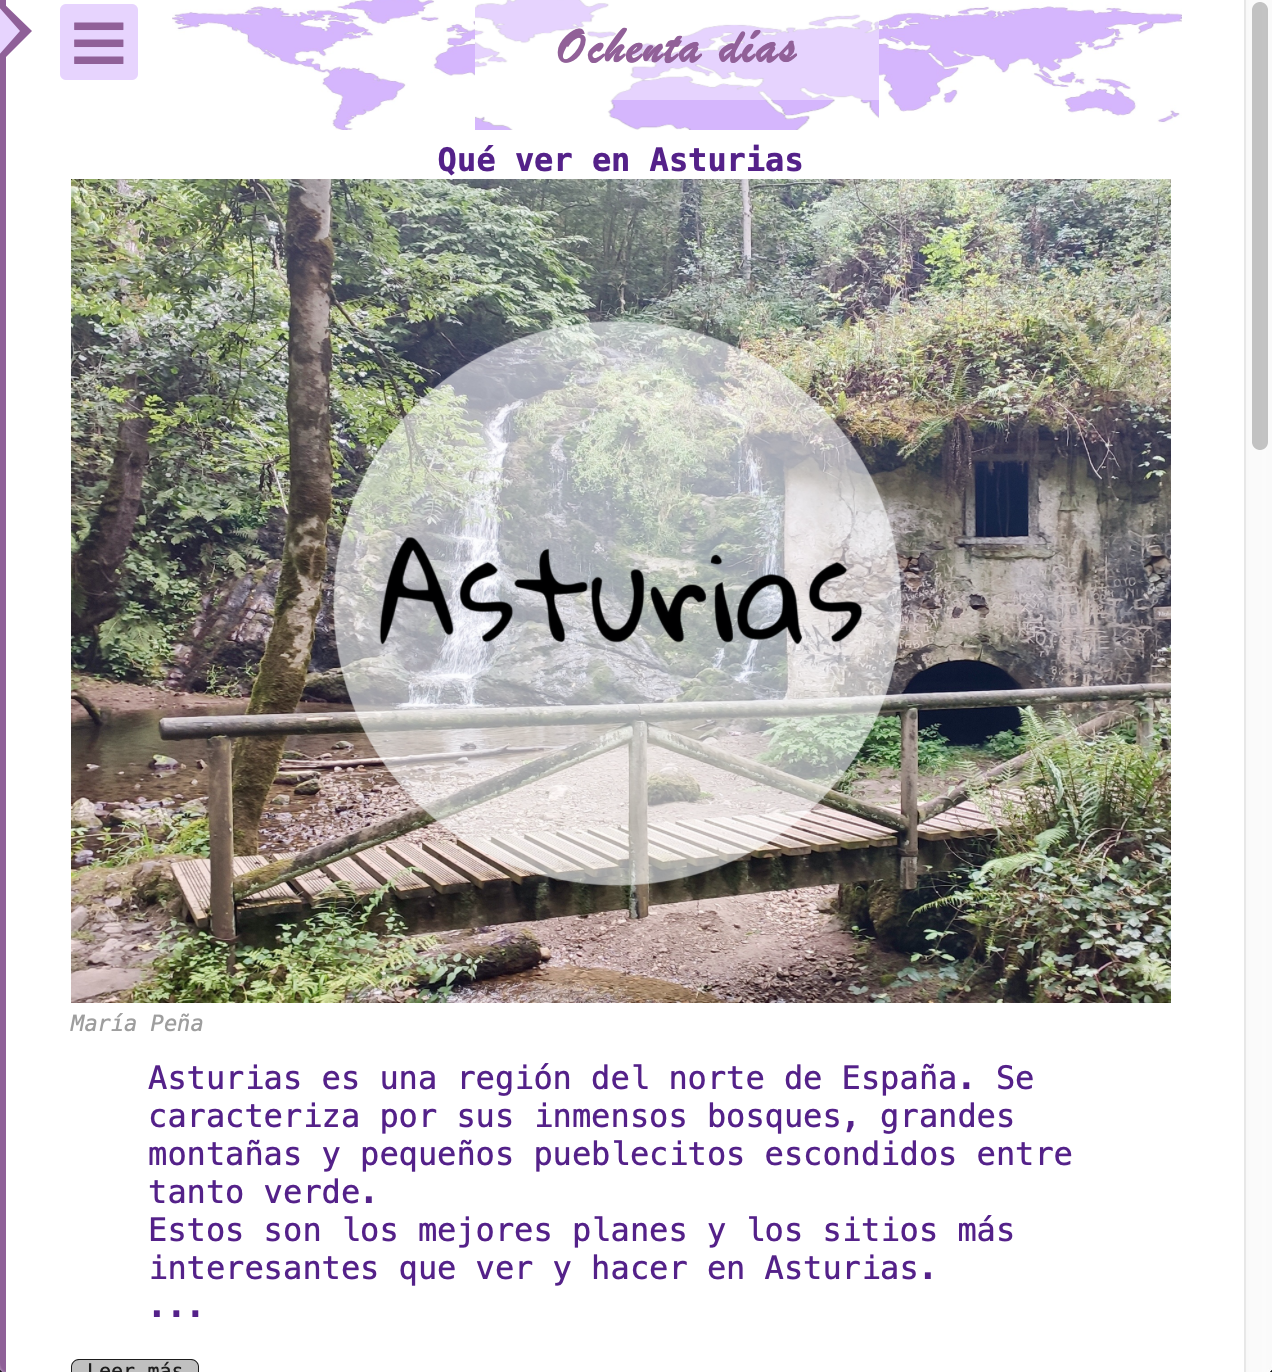 Ochenta días
Qué ver en Asturias
Asturias
María Peña
Asturias es una región del norte de España. Se
caracteriza por sus inmensos bosques, grandes
montañas y pequeños pueblecitos escondidos entre
tanto verde.
Estos son los mejores planes y los sitios más
interesantes que ver y hacer en Asturias.
...
Leer más